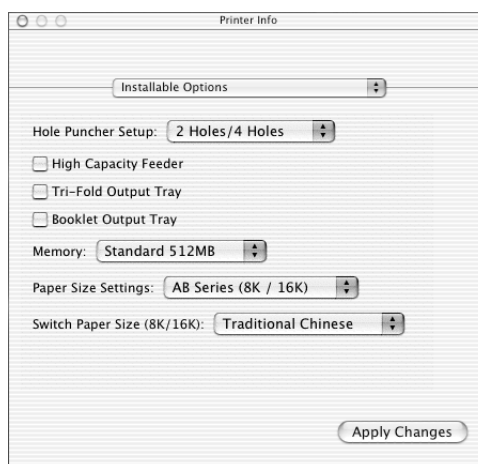 Printer Info
Installable Options
Hole Puncher Setup: 2 Holes/4 Holes
High Capacity Feeder
Tri-Fold Output Tray
Booklet Output Tray
Memory: Standard 512MB
Paper Size Settings: AB Series (8K / 16K)
Switch Paper Size (8K/16K): Traditional Chinese
Apply Changes